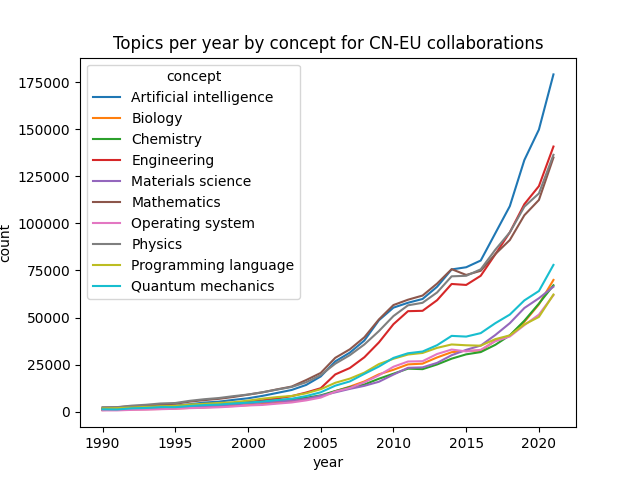 Topics per year by concept for CN-EU collaborations
concept
Artificial intelligence
Biology
Chemistry
Engineering
Materials science
Mathematics
Operating system
Physics
Programming language
Quantum mechanics
175000
150000
125000
100000
75000
50000
25000
0
count
1990
1995
2000
2005
2010
2015
2020
year